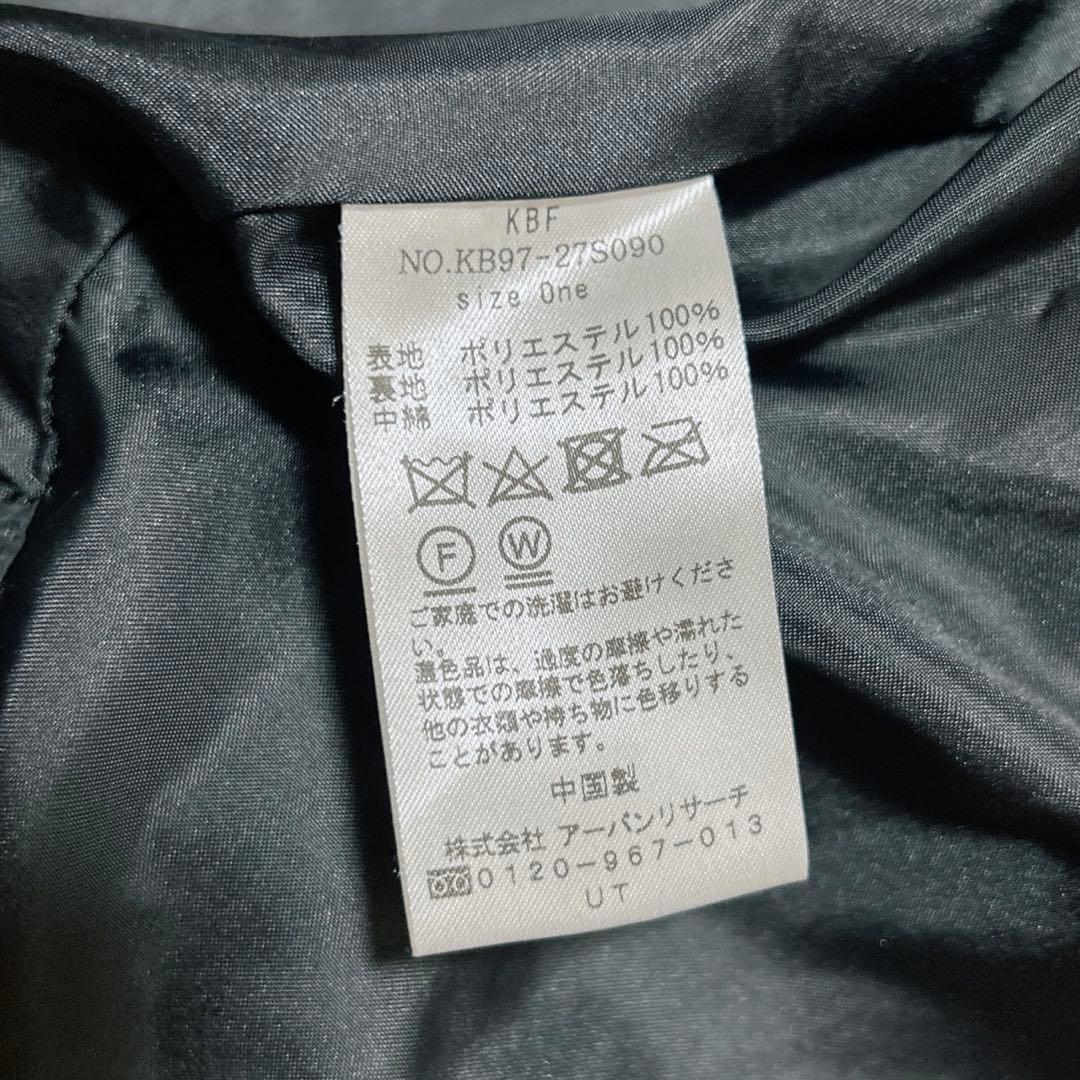 KBF
NO.KB97-27S090
size One
表地 ポリエステル100%
裏地 ポリエステル100%
中綿 ポリエステル100%
F W
ご家庭での洗濯はお避けくださ
い。
濃色品は、過度の摩擦や濡れた
状態での摩擦で色落ちしたり、
他の衣類や持ち物に色移りする
ことがあります。
中国製
株式会社 アーバンリサーチ
0120-967-013
UT